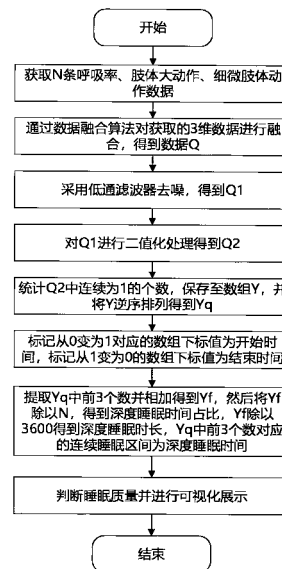 开始
获取N条呼吸率、肢体大动作、细微肢体动
作数据
通过数据融合算法对获取的3维数据进行融
合，得到数据Q
采用低通滤波器去噪，得到Q1
对Q1进行二值化处理得到Q2
统计Q2中连续为1的个数，保存至数组Y，并
将Y逆序排列得到Yq
标记从0变为1对应的数组下标值为开始时
间，标记从1变为0的数组下标值为结束时间
提取Yq中前3个数并相加得到Yf，然后将Yf
除以N，得到深度睡眠时间占比，Yf除以
3600得到深度睡眠时长，Yq中前3个数对应
的连续睡眠区间为深度睡眠时间
判断睡眠质量并进行可视化展示
结束